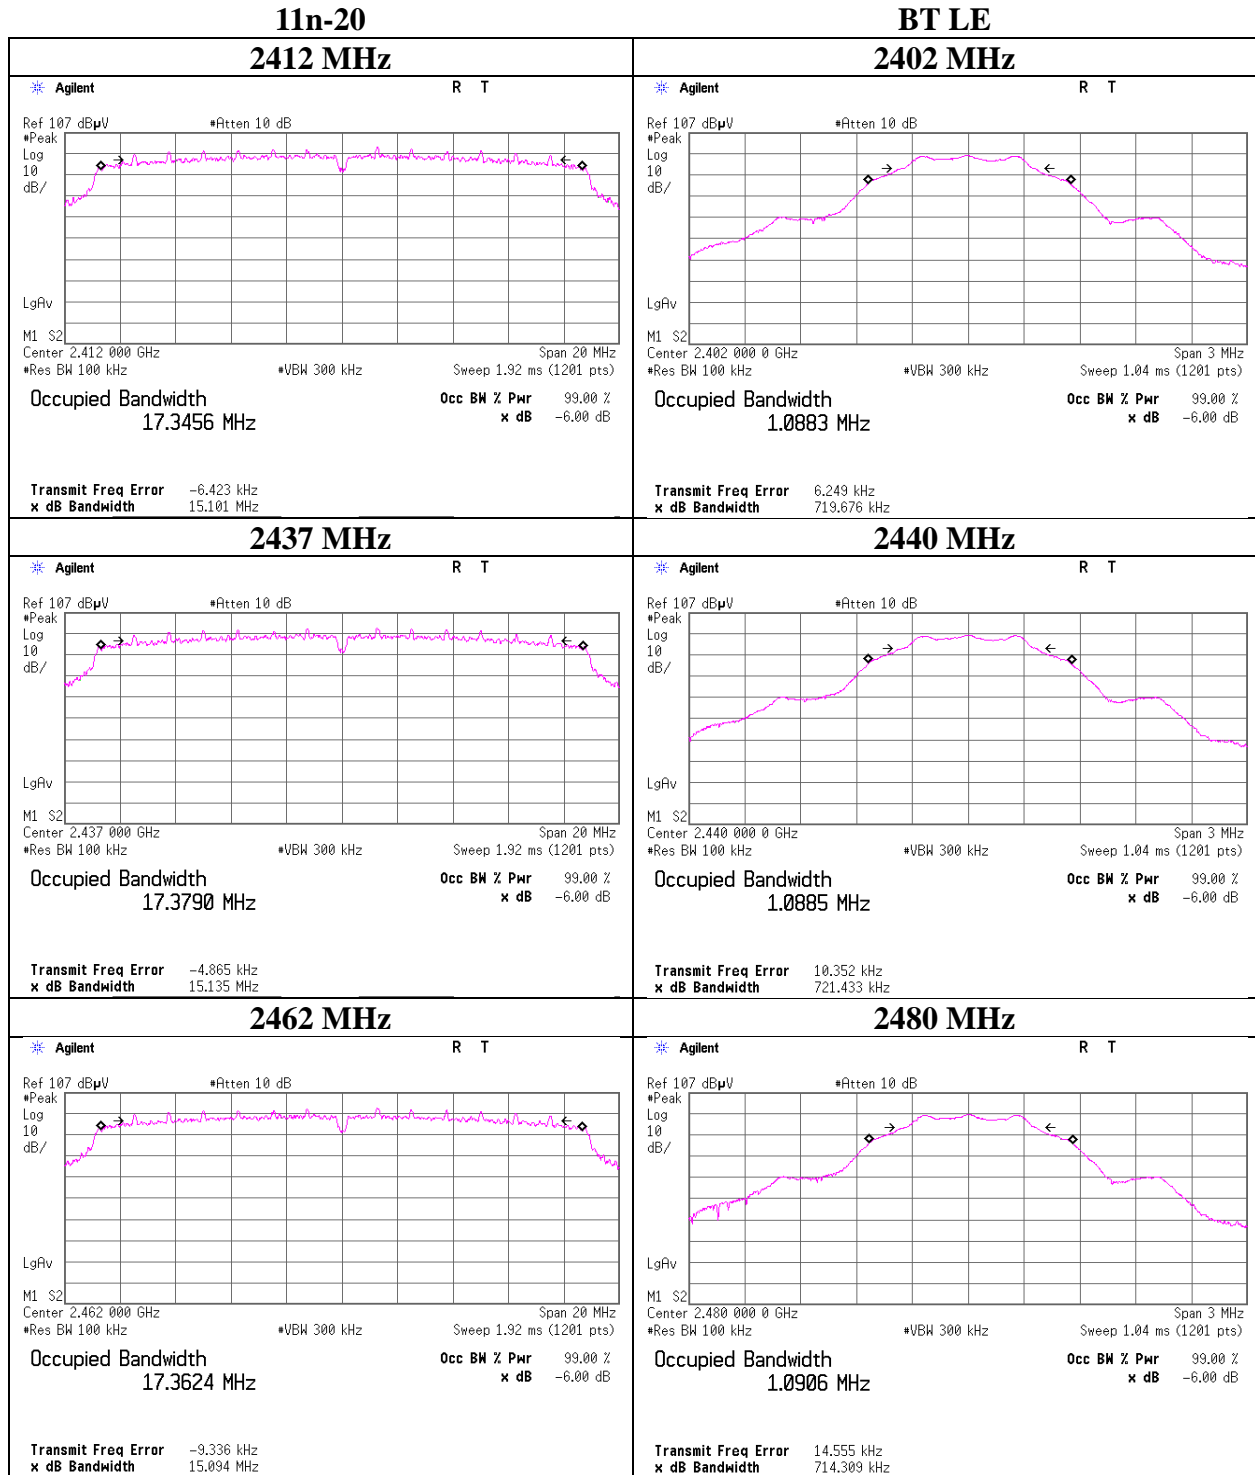 11n-20 BT LE
2412 MHz 2402 MHz
Agilent R T
Ref 107 dBµV #Atten 10 dB
#Peak
Log
10
dB/
LgAv
M1 S2
Center 2.412 000 GHz Span 20 MHz
#Res BW 100 kHz #VBW 300 kHz Sweep 1.92 ms (1201 pts)
Occupied Bandwidth Occ BW % Pwr 99.00 %
17.3456 MHz x dB -6.00 dB
Transmit Freq Error -6.423 kHz
x dB Bandwidth 15.101 MHz
Agilent R T
Ref 107 dBµV #Atten 10 dB
#Peak
Log
10
dB/
LgAv
M1 S2
Center 2.402 000 0 GHz Span 3 MHz
#Res BW 100 kHz #VBW 300 kHz Sweep 1.04 ms (1201 pts)
Occupied Bandwidth Occ BW % Pwr 99.00 %
1.0883 MHz x dB -6.00 dB
Transmit Freq Error 6.249 kHz
x dB Bandwidth 719.676 kHz
2437 MHz 2440 MHz
Agilent R T
Ref 107 dBµV #Atten 10 dB
#Peak
Log
10
dB/
LgAv
M1 S2
Center 2.437 000 GHz Span 20 MHz
#Res BW 100 kHz #VBW 300 kHz Sweep 1.92 ms (1201 pts)
Occupied Bandwidth Occ BW % Pwr 99.00 %
17.3790 MHz x dB -6.00 dB
Transmit Freq Error -4.865 kHz
x dB Bandwidth 15.135 MHz
Agilent R T
Ref 107 dBµV #Atten 10 dB
#Peak
Log
10
dB/
LgAv
M1 S2
Center 2.440 000 0 GHz Span 3 MHz
#Res BW 100 kHz #VBW 300 kHz Sweep 1.04 ms (1201 pts)
Occupied Bandwidth Occ BW % Pwr 99.00 %
1.0885 MHz x dB -6.00 dB
Transmit Freq Error 10.352 kHz
x dB Bandwidth 721.433 kHz
2462 MHz 2480 MHz
Agilent R T
Ref 107 dBµV #Atten 10 dB
#Peak
Log
10
dB/
LgAv
M1 S2
Center 2.462 000 GHz Span 20 MHz
#Res BW 100 kHz #VBW 300 kHz Sweep 1.92 ms (1201 pts)
Occupied Bandwidth Occ BW % Pwr 99.00 %
17.3624 MHz x dB -6.00 dB
Transmit Freq Error -9.336 kHz
x dB Bandwidth 15.094 MHz
Agilent R T
Ref 107 dBµV #Atten 10 dB
#Peak
Log
10
dB/
LgAv
M1 S2
Center 2.480 000 0 GHz Span 3 MHz
#Res BW 100 kHz #VBW 300 kHz Sweep 1.04 ms (1201 pts)
Occupied Bandwidth Occ BW % Pwr 99.00 %
1.0906 MHz x dB -6.00 dB
Transmit Freq Error 14.555 kHz
x dB Bandwidth 714.309 kHz